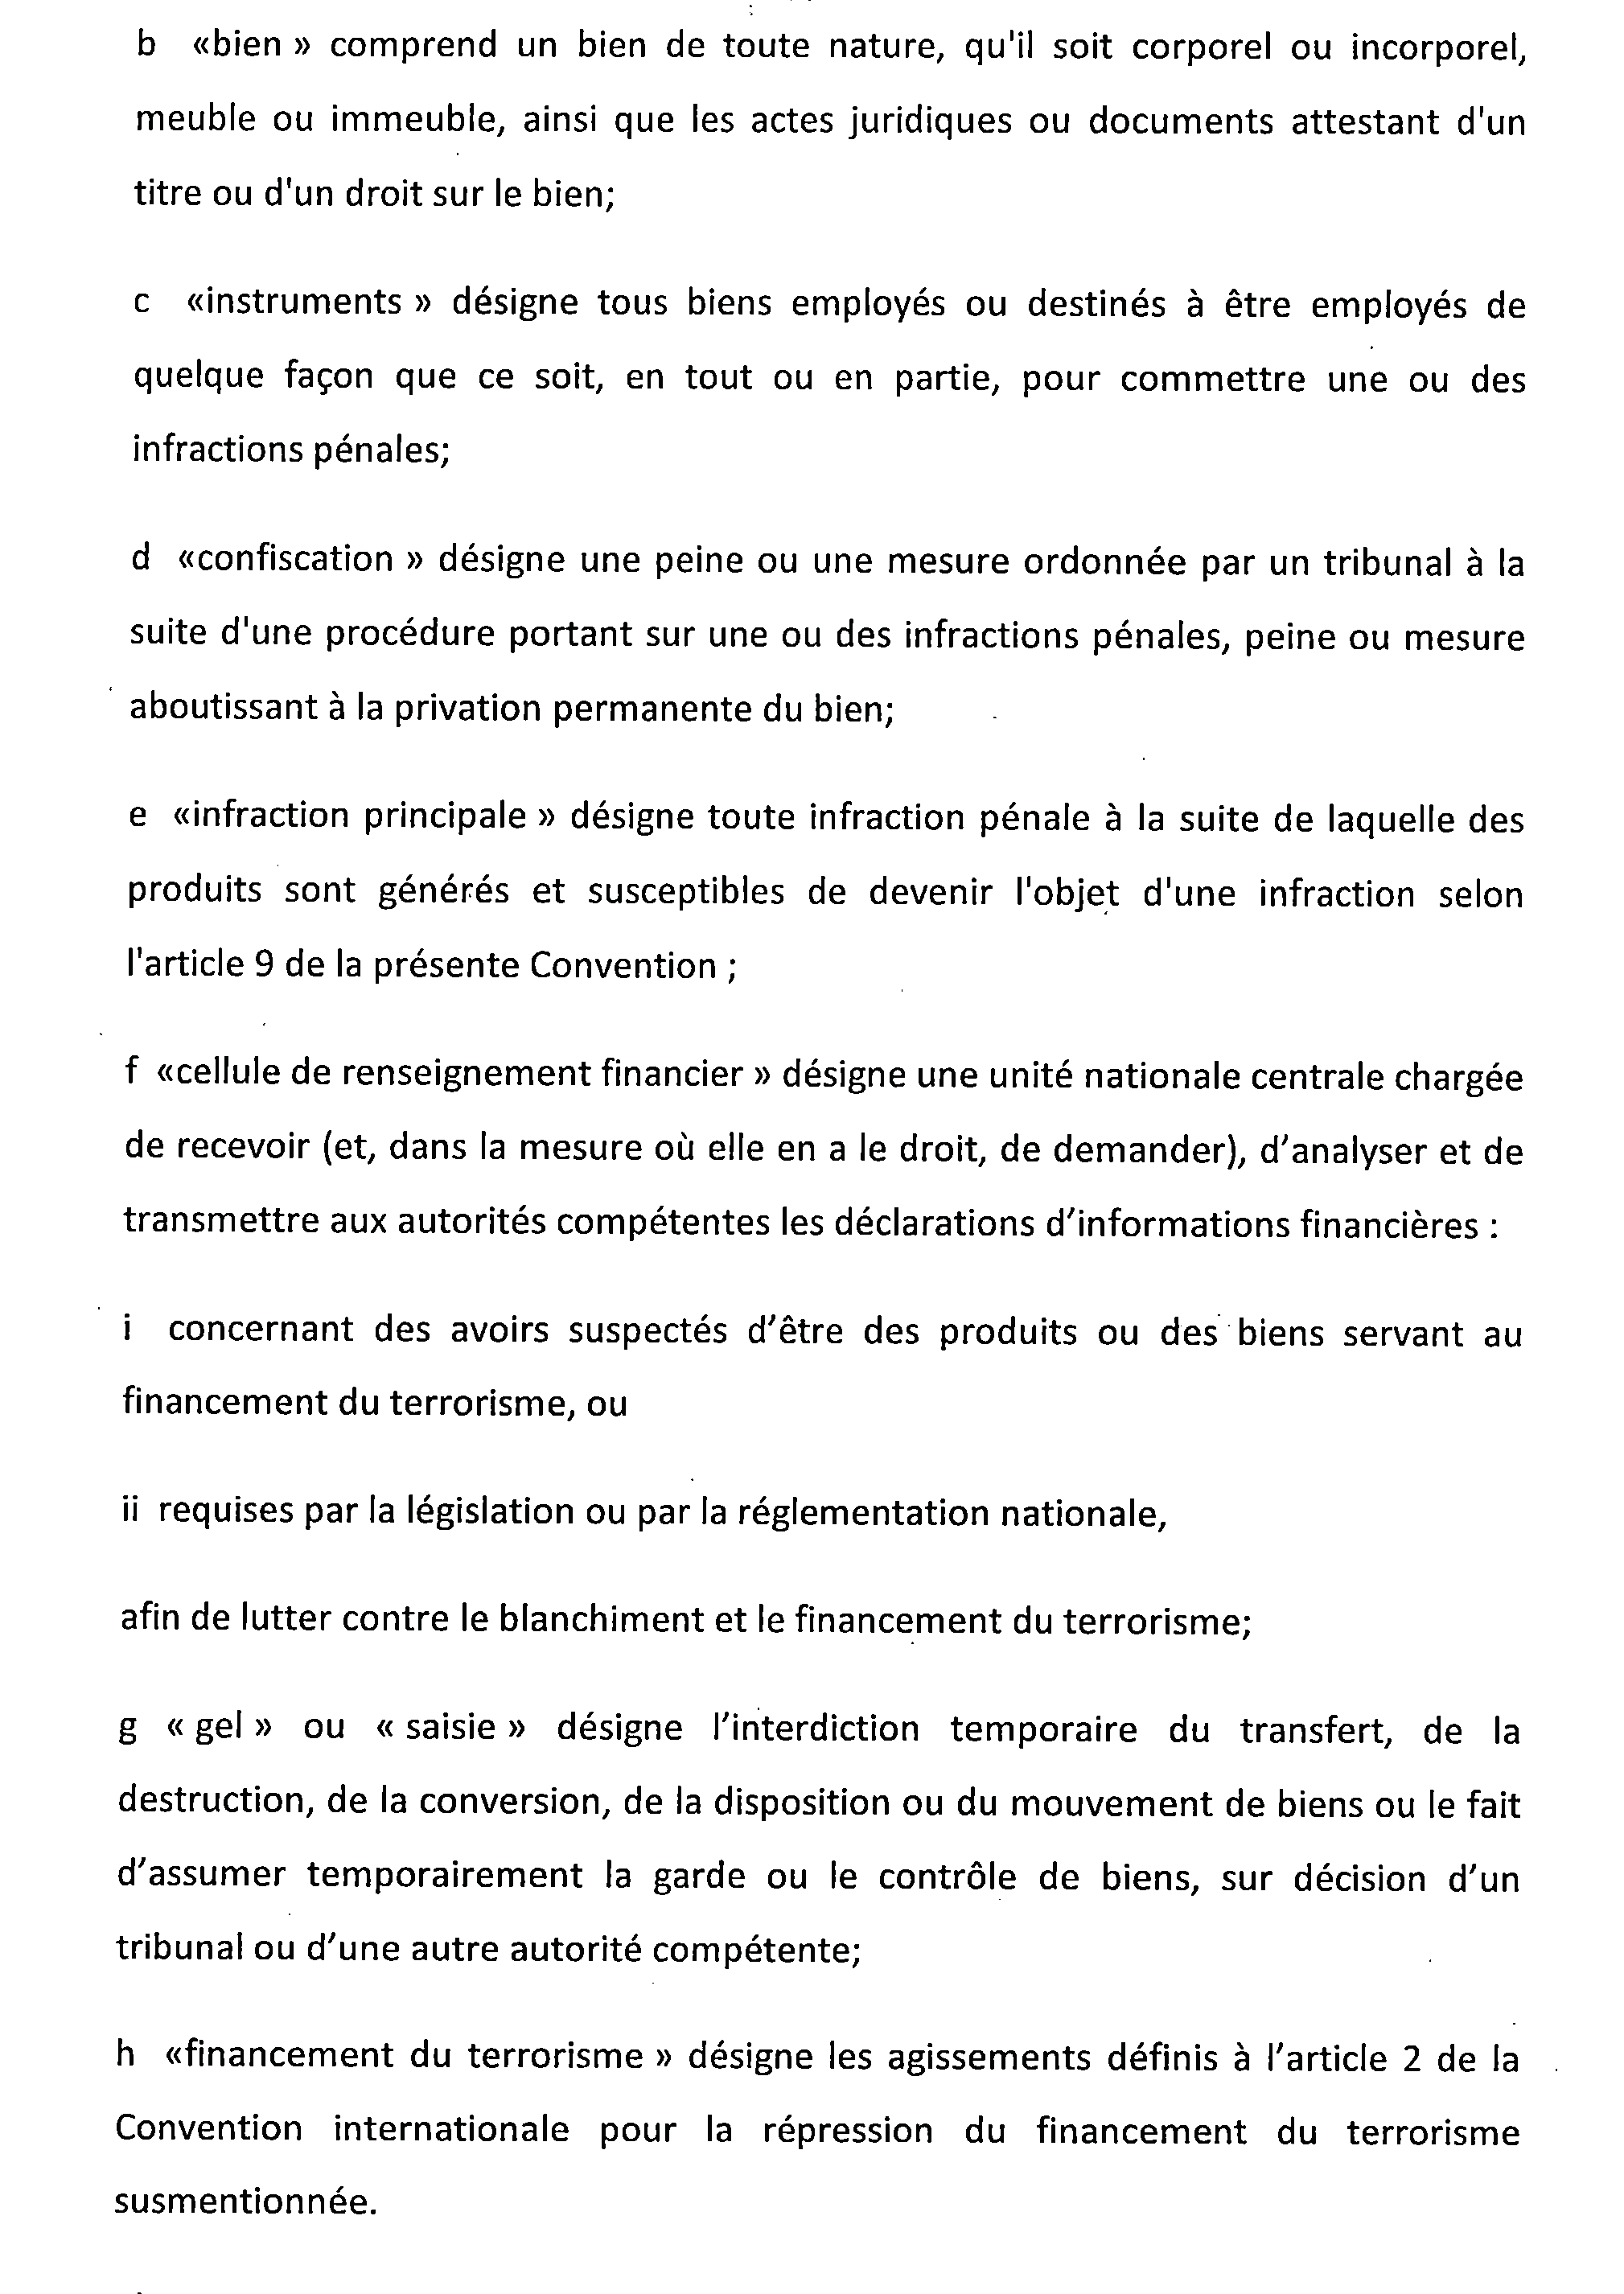 b «bien » comprend un bien de toute nature, qu'il soit corporel ou incorporel,
meuble ou immeuble, ainsi que les actes juridiques ou documents attestant d'un
titre ou d'un droit sur le bien;
c «instruments » désigne tous biens employés ou destinés à être employés de
quelque façon que ce soit, en tout ou en partie, pour commettre une ou des
infractions pénales;
d «confiscation » désigne une peine ou une mesure ordonnée par un tribunal à la
suite d'une procédure portant sur une ou des infractions pénales, peine ou mesure
aboutissant à la privation permanente du bien;
e «infraction principale » désigne toute infraction pénale à la suite de laquelle des
produits sont générés et susceptibles de devenir l'objet d'une infraction selon
l'article 9 de la présente Convention ;
f «cellule de renseignement financier » désigne une unité nationale centrale chargée
de recevoir (et, dans la mesure où elle en a le droit, de demander), d’analyser et de
transmettre aux autorités compétentes les déclarations d’informations financières :
i concernant des avoirs suspectés d’être des produits ou des biens servant au
financement du terrorisme, ou
ii requises par la législation ou par la réglementation nationale,
afin de lutter contre le blanchiment et le financement du terrorisme;
g « gel » ou « saisie » désigne l’interdiction temporaire du transfert, de la
destruction, de la conversion, de la disposition ou du mouvement de biens ou le fait
d’assumer temporairement la garde ou le contrôle de biens, sur décision d’un
tribunal ou d’une autre autorité compétente;
h «financement du terrorisme » désigne les agissements définis à l’article 2 de la
Convention internationale pour la répression du financement du terrorisme
susmentionnée.